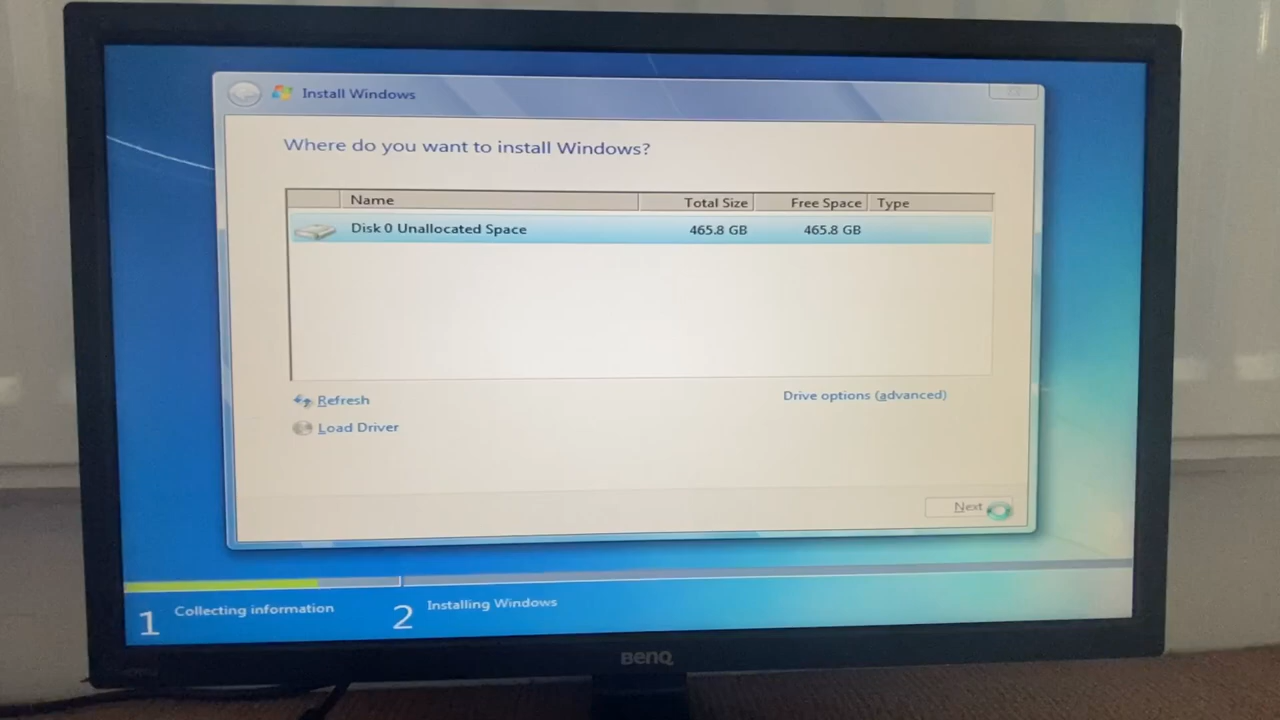 Install Windows
Where do you want to install Windows?
Name Total Size Free Space Type
Disk 0 Unallocated Space 465.8 GB 465.8 GB
Refresh Drive options (advanced)
Load Driver
Next
1 Collecting information 2 Installing Windows
BenQ